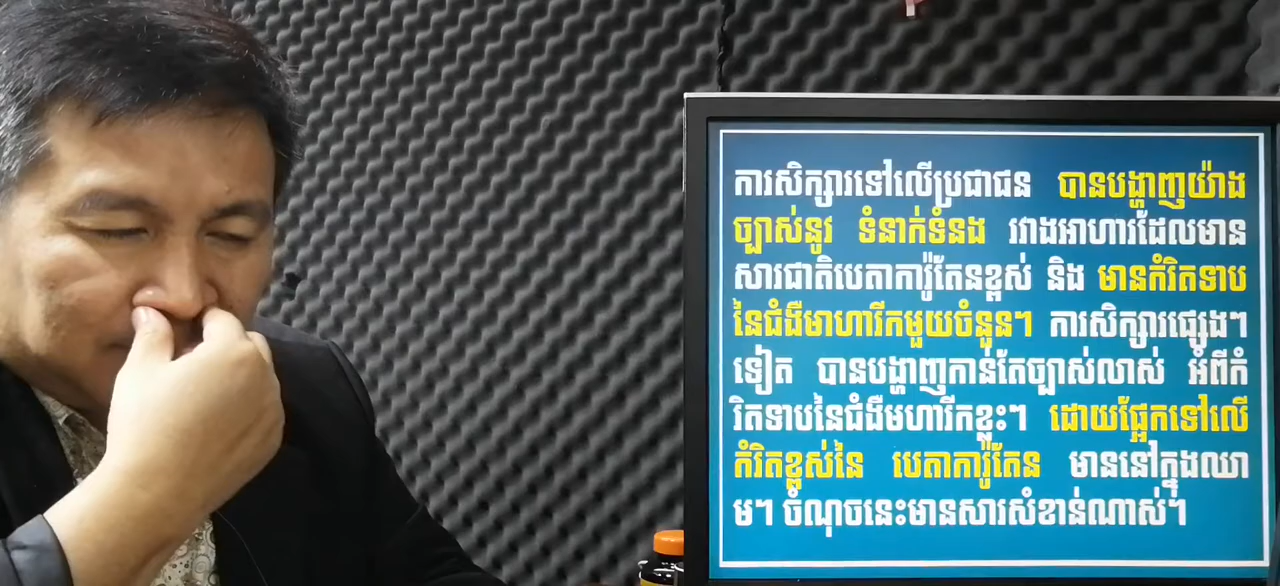 ការសិក្សារទៅលើប្រជាជន បានបង្ហាញយ៉ាង
ច្បាស់នូវ ទំនាក់ទំនង រវាងអាហារដែលមាន
សារជាតិបេតាការ៉ូតែនខ្ពស់ និង មានកំរិតទាប
នៃជំងឺមាហារីកមួយចំនួន។ ការសិក្សារផ្សេងៗ
ទៀត បានបង្ហាញកាន់តែច្បាស់លាស់ អំពីកំ
រិតទាបនៃជំងឺមហារីកខ្លះៗ ដោយផ្អែកទៅលើ
កំរិតខ្ពស់នៃ បេតាការ៉ូតែន មាននៅក្នុងឈា
ម។ ចំណុចនេះមានសារសំខាន់ណាស់។